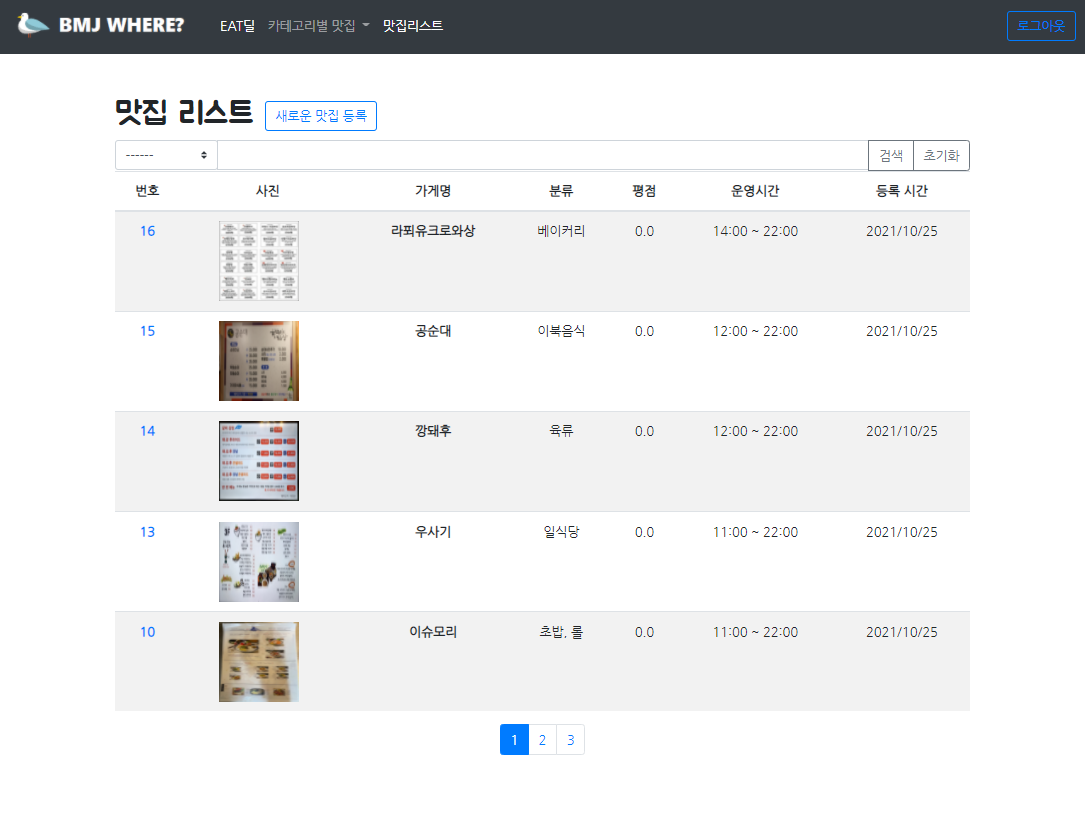 BMJ WHERE? EAT딜 카테고리별 맛집 맛집리스트 로그아웃
맛집 리스트 새로운 맛집 등록
------ 검색 초기화
번호 사진 가게명 분류 평점 운영시간 등록 시간
16 라뾔유크로와상 베이커리 0.0 14:00 ~ 22:00 2021/10/25
15 공순대 이북음식 0.0 12:00 ~ 22:00 2021/10/25
14 깡돼후 육류 0.0 12:00 ~ 22:00 2021/10/25
13 우사기 일식당 0.0 11:00 ~ 22:00 2021/10/25
10 이슈모리 초밥, 롤 0.0 11:00 ~ 22:00 2021/10/25
1 2 3